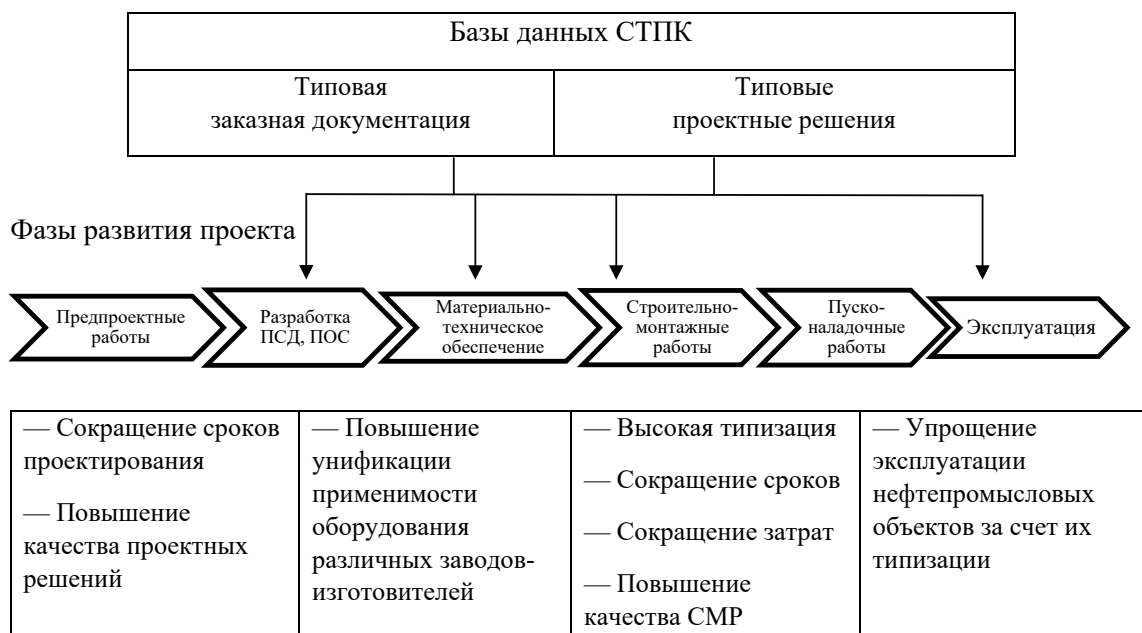 Базы данных СТПК
Типовая
заказная документация
Типовые
проектные решения
Фазы развития проекта
Предпроектные
работы
Разработка
ПСД, ПОС
Материально-
техническое
обеспечение
Строительно-
монтажные
работы
Пуско-
наладочные
работы
Эксплуатация
— Сокращение сроков
проектирования
— Повышение
качества проектных
решений
— Повышение
унификации
применимости
оборудования
различных заводов-
изготовителей
— Высокая типизация
— Сокращение сроков
— Сокращение затрат
— Повышение
качества СМР
— Упрощение
эксплуатации
нефтепромысловых
объектов за счет их
типизации